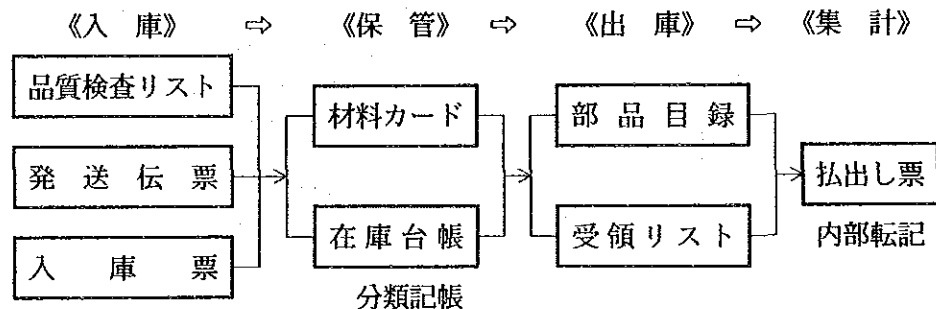 《入庫》 ⇨ 《保管》 ⇨ 《出庫》 ⇨ 《集計》
品質検査リスト
発送伝票
入庫票
材料カード
在庫台帳
分類記帳
部品目録
受領リスト
払出し票
内部転記